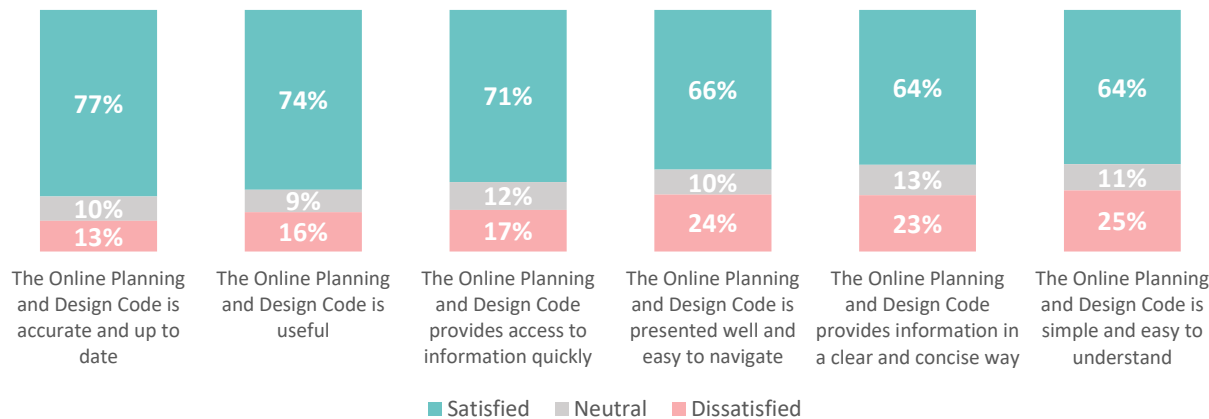 77%
74%
71%
66%
64%
64%
10%
9%
12%
10%
13%
11%
13%
16%
17%
24%
23%
25%
The Online Planning
and Design Code is
accurate and up to
date
The Online Planning
and Design Code is
useful
The Online Planning
and Design Code
provides access to
information quickly
The Online Planning
and Design Code is
presented well and
easy to navigate
The Online Planning
and Design Code
provides information in
a clear and concise way
The Online Planning
and Design Code is
simple and easy to
understand
Satisfied Neutral Dissatisfied